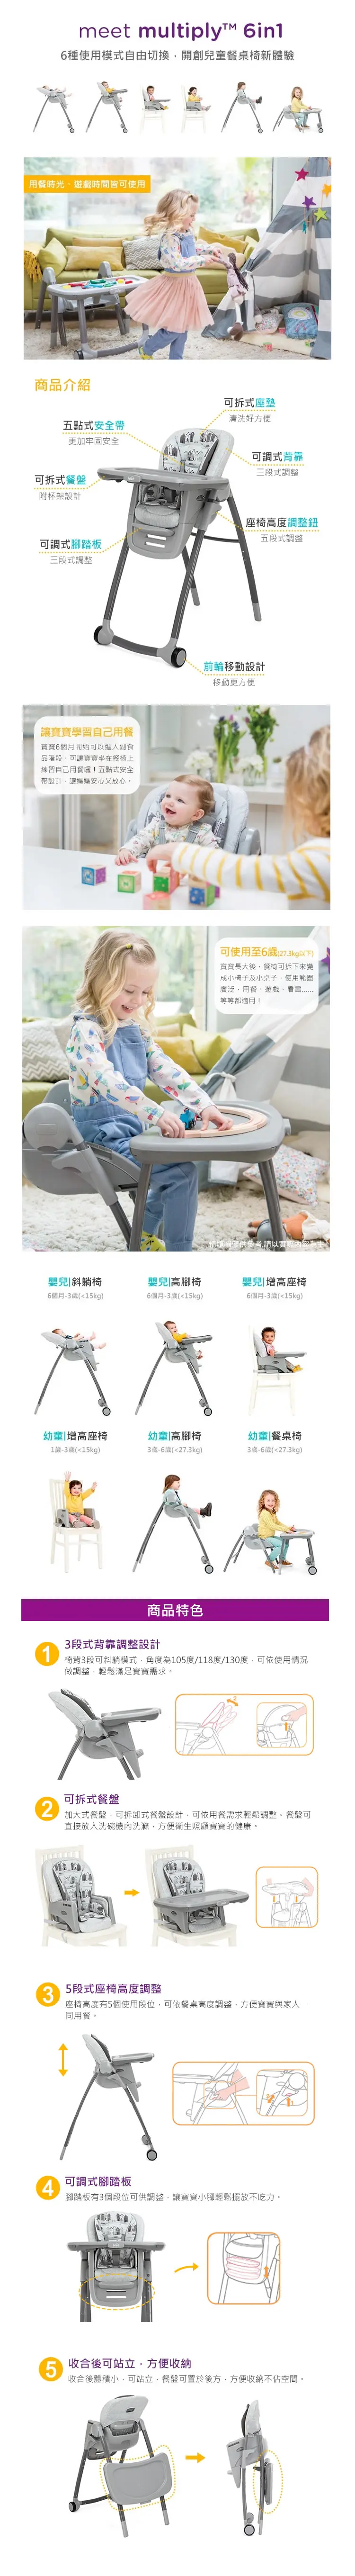 meet multiply™ 6in1
6種使用模式自由切換，開創兒童餐桌椅新體驗
用餐時光、遊戲時間皆可使用
商品介紹
可拆式座墊
清洗好方便
五點式安全帶
更加牢固安全
可調式背靠
三段式調整
可拆式餐盤
附杯架設計
座椅高度調整鈕
五段式調整
可調式腳踏板
三段式調整
前輪移動設計
移動更方便
讓寶寶學習自己用餐
寶寶6個月開始可以進入副食
品階段，可讓寶寶坐在餐椅上
練習自己用餐囉！五點式安全
帶設計，讓媽媽安心又放心。
可使用至6歲(27.3kg以下)
寶寶長大後，餐椅可拆下來變
成小椅子及小桌子，使用範圍
廣泛，用餐、遊戲、看書......
等等都適用！
嬰兒|斜躺椅
6個月-3歲(<15kg)
嬰兒|高腳椅
6個月-3歲(<15kg)
嬰兒|增高座椅
6個月-3歲(<15kg)
幼童|增高座椅
1歲-3歲(<15kg)
幼童|高腳椅
3歲-6歲(<27.3kg)
幼童|餐桌椅
3歲-6歲(<27.3kg)
商品特色
1
3段式背靠調整設計
椅背3段可斜躺模式，角度為105度/118度/130度，可依使用情況
做調整，輕鬆滿足寶寶需求。
2
可拆式餐盤
加大式餐盤，可拆卸式餐盤設計，可依用餐需求輕鬆調整。餐盤可
直接放入洗碗機內洗滌，方便衛生照顧寶寶的健康。
3
5段式座椅高度調整
座椅高度有5個使用段位，可依餐桌高度調整，方便寶寶與家人一
同用餐。
4
可調式腳踏板
腳踏板有3個段位可供調整，讓寶寶小腳輕鬆擺放不吃力。
5
收合後可站立，方便收納
收合後體積小，可站立，餐盤可置於後方，方便收納不佔空間。